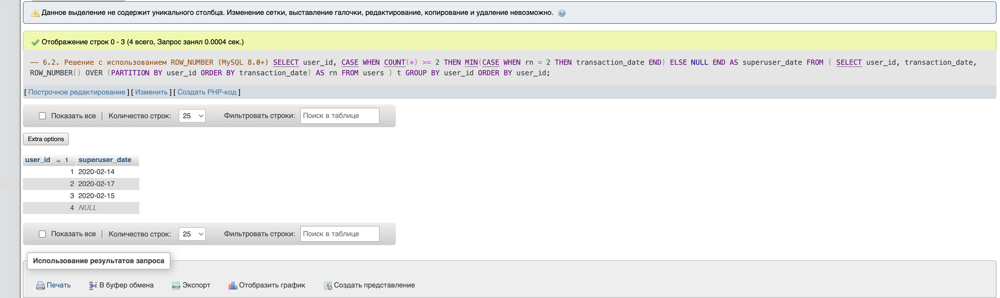 Данное выделение не содержит уникального столбца. Изменение сетки, выставление галочки, редактирование, копирование и удаление невозможно.
Отображение строк 0 - 3 (4 всего, Запрос занял 0.0004 сек.)
-- 6.2. Решение с использованием ROW_NUMBER (MySQL 8.0+) SELECT user_id, CASE WHEN COUNT(*) >= 2 THEN MIN(CASE WHEN rn = 2 THEN transaction_date END) ELSE NULL END AS superuser_date FROM ( SELECT user_id, transaction_date,
ROW_NUMBER() OVER (PARTITION BY user_id ORDER BY transaction_date) AS rn FROM users ) t GROUP BY user_id ORDER BY user_id;
[ Построчное редактирование ] [ Изменить ] [ Создать PHP-код ]
Показать все | Количество строк: 25 Фильтровать строки: Поиск в таблице
Extra options
user_id 1 superuser_date
1 2020-02-14
2 2020-02-17
3 2020-02-15
4 NULL
Показать все | Количество строк: 25 Фильтровать строки: Поиск в таблице
Использование результатов запроса
Печать В буфер обмена Экспорт Отобразить график Создать представление